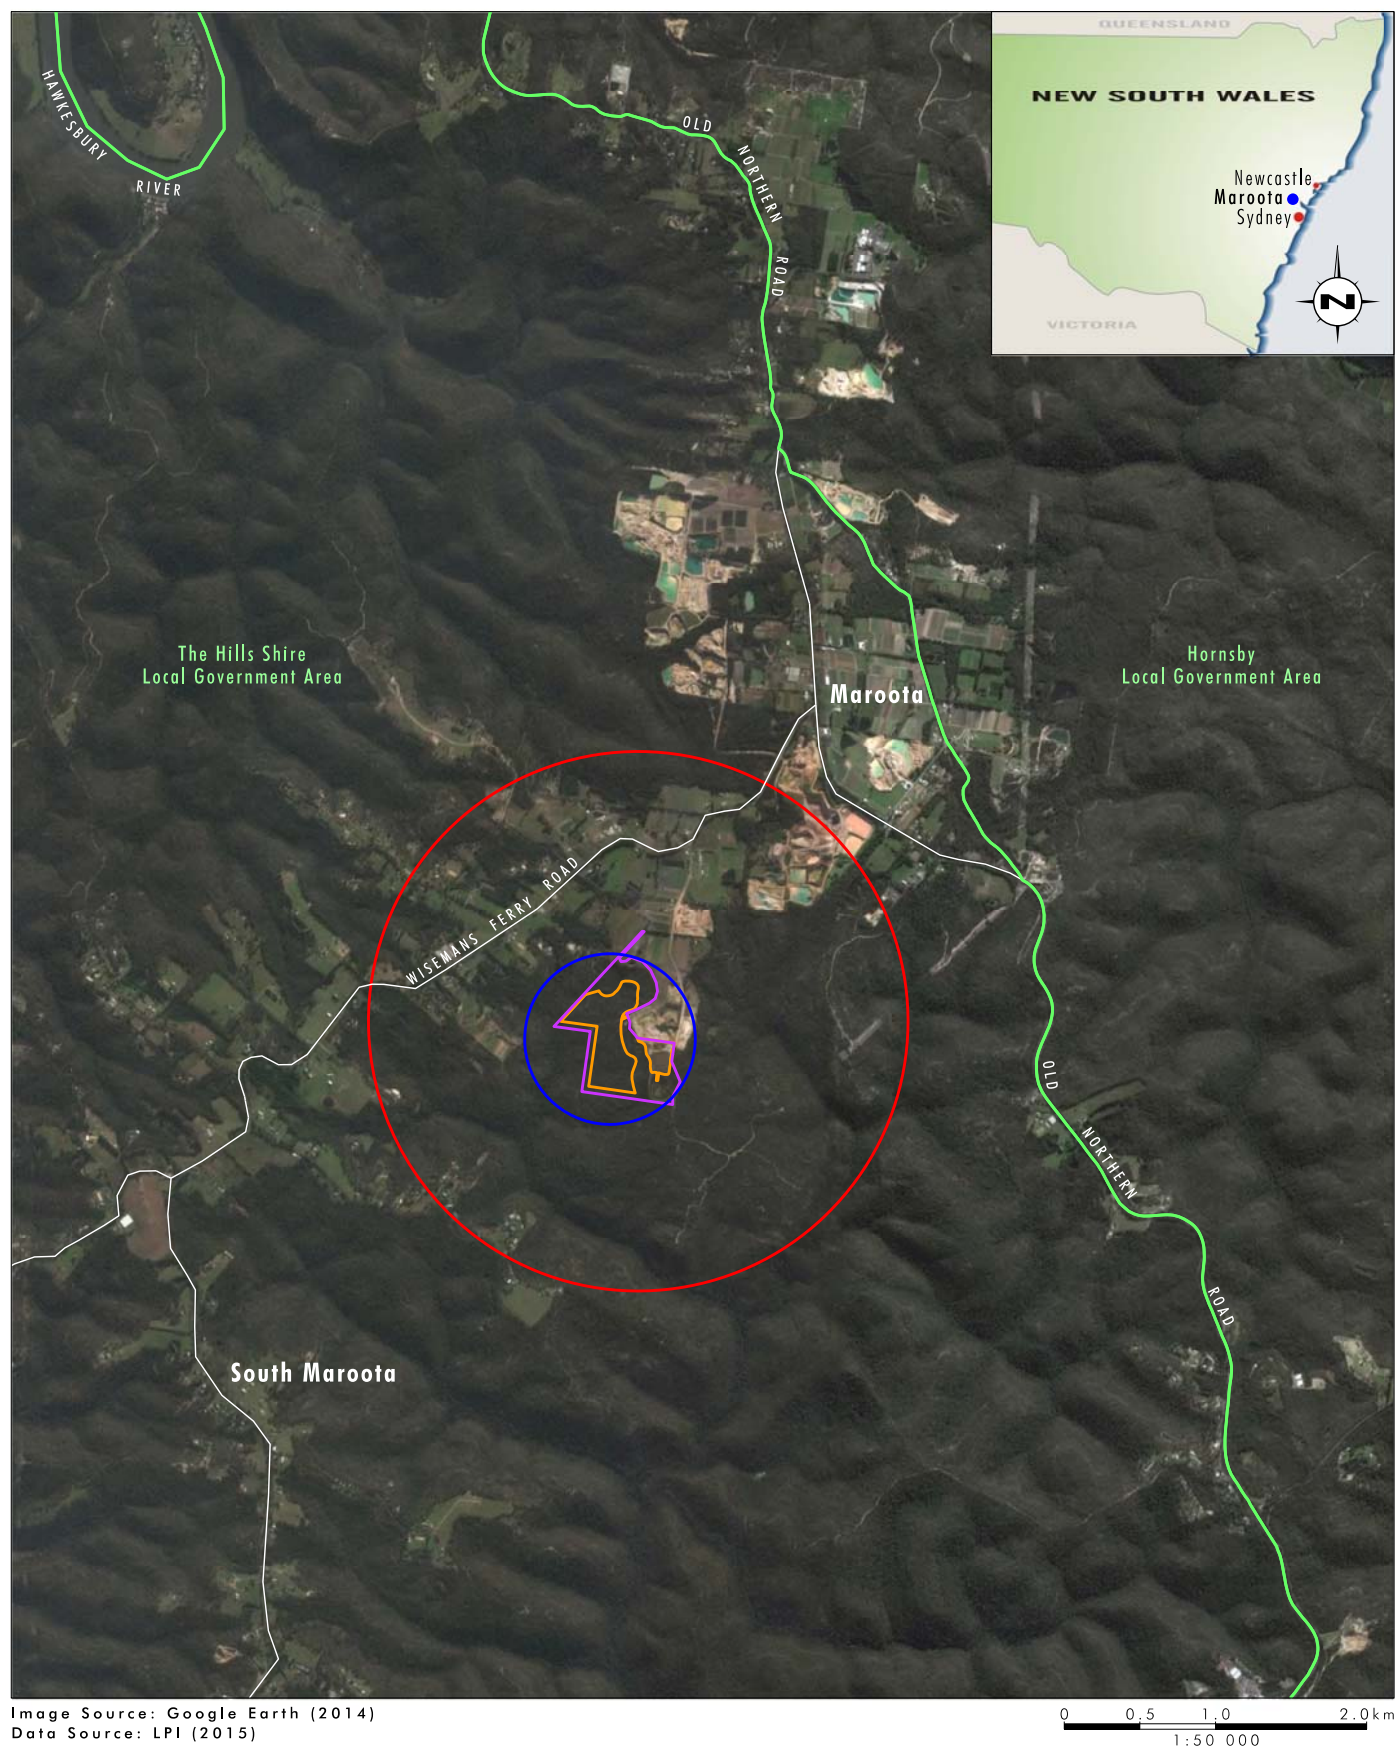 QUEENSLAND
NEW SOUTH WALES
Newcastle
Maroota
Sydney
N
VICTORIA
HAWKESBURY
RIVER
OLD
NORTHERN
ROAD
The Hills Shire
Local Government Area
Hornsby
Local Government Area
Maroota
WISEMANS FERRY ROAD
OLD
NORTHERN
ROAD
South Maroota
Image Source: Google Earth (2014)
Data Source: LPI (2015)
0 0.5 1.0 2.0km
1:50 000